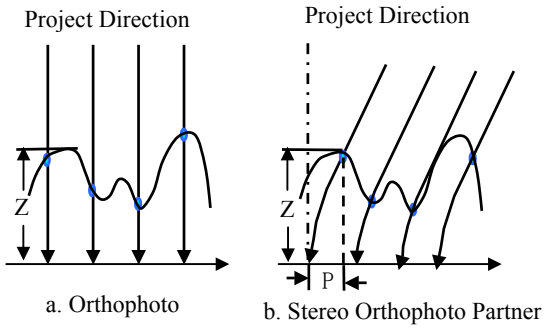 Project Direction
Project Direction
Z
Z
P
a. Orthophoto
b. Stereo Orthophoto Partner